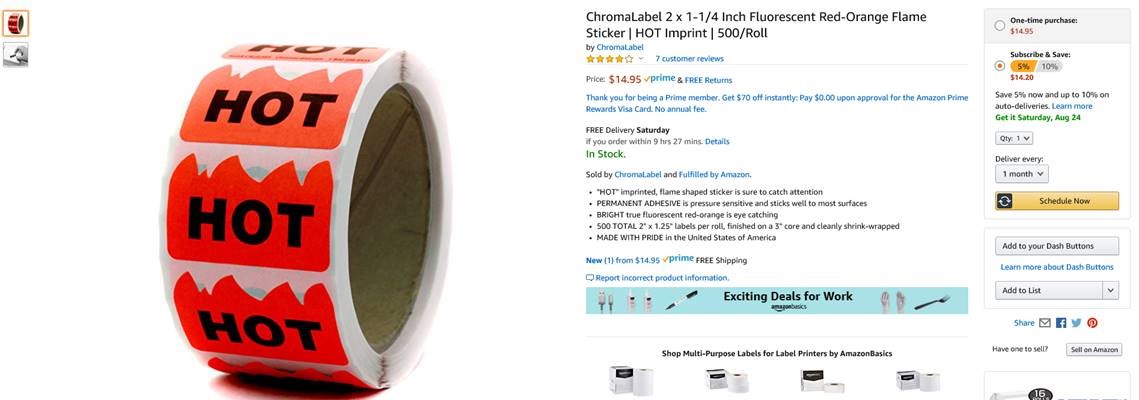 ChromaLabel 2 x 1-1/4 Inch Fluorescent Red-Orange Flame
Sticker | HOT Imprint | 500/Roll
by ChromaLabel
7 customer reviews
Price: $14.95 prime & FREE Returns
Thank you for being a Prime member. Get $70 off instantly: Pay $0.00 upon approval for the Amazon Prime
Rewards Visa Card. No annual fee.
FREE Delivery Saturday
if you order within 9 hrs 27 mins. Details
In Stock.
Sold by ChromaLabel and Fulfilled by Amazon.
• "HOT" imprinted, flame shaped sticker is sure to catch attention
• PERMANENT ADHESIVE is pressure sensitive and sticks well to most surfaces
• BRIGHT true fluorescent red-orange is eye catching
• 500 TOTAL 2" x 1.25" labels per roll, finished on a 3" core and cleanly shrink-wrapped
• MADE WITH PRIDE in the United States of America
New (1) from $14.95 prime FREE Shipping
Report incorrect product information.
Exciting Deals for Work
amazonbasics
Shop Multi-Purpose Labels for Label Printers by AmazonBasics
HOT
HOT
HOT
HOT
One-time purchase:
$14.95
Subscribe & Save:
5% 10%
$14.20
Save 5% now and up to 10% on
auto-deliveries. Learn more
Get it Saturday, Aug 24
Qty: 1
Deliver every:
1 month
Schedule Now
Add to your Dash Buttons
Learn more about Dash Buttons
Add to List
Share
Have one to sell? Sell on Amazon
16